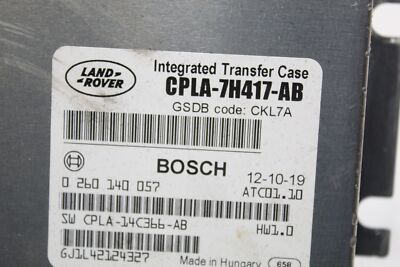 LAND-
ROVER
Integrated Transfer Case
CPLA-7H417-AB
GSDB code: CKL7A
BOSCH
12-10-19
0 260 140 057
ATC01.10
SW CPLA-14C366-AB
HW1.0
GJ1L42124327
Made in Hungary
658